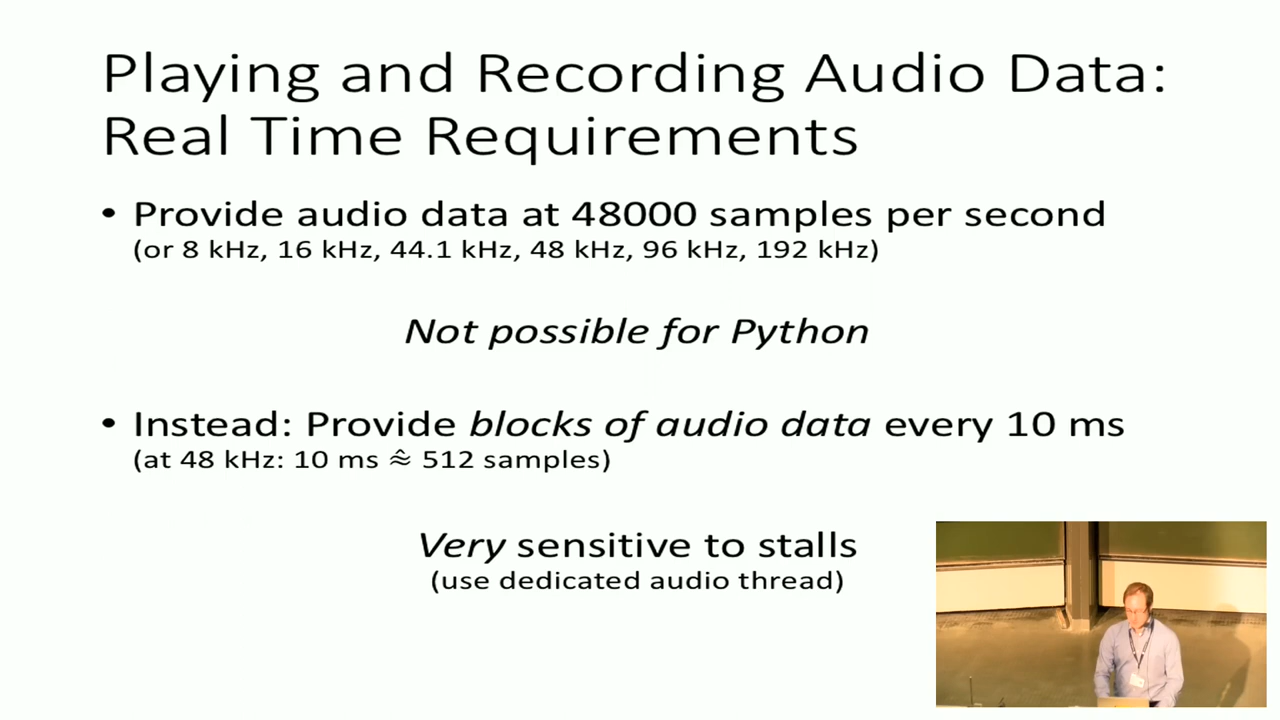 Playing and Recording Audio Data:
Real Time Requirements
• Provide audio data at 48000 samples per second
(or 8 kHz, 16 kHz, 44.1 kHz, 48 kHz, 96 kHz, 192 kHz)
Not possible for Python
• Instead: Provide blocks of audio data every 10 ms
(at 48 kHz: 10 ms ≈̂ 512 samples)
Very sensitive to stalls
(use dedicated audio thread)